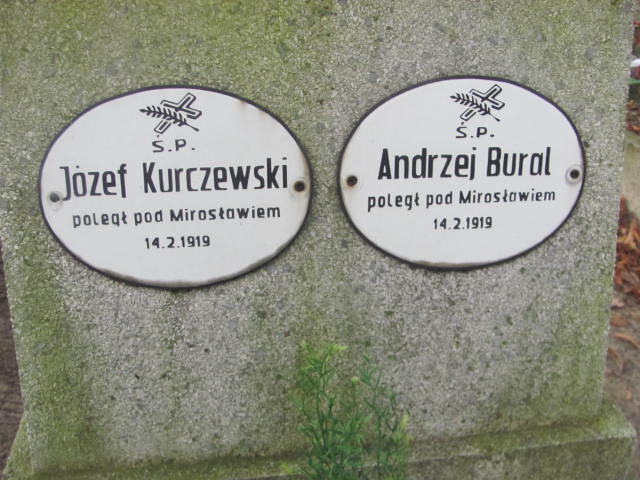 Ś.P.
Józef Kurczewski
poległ pod Mirosławiem
14.2.1919
Ś.P.
Andrzej Bural
poległ pod Mirosławiem
14.2.1919